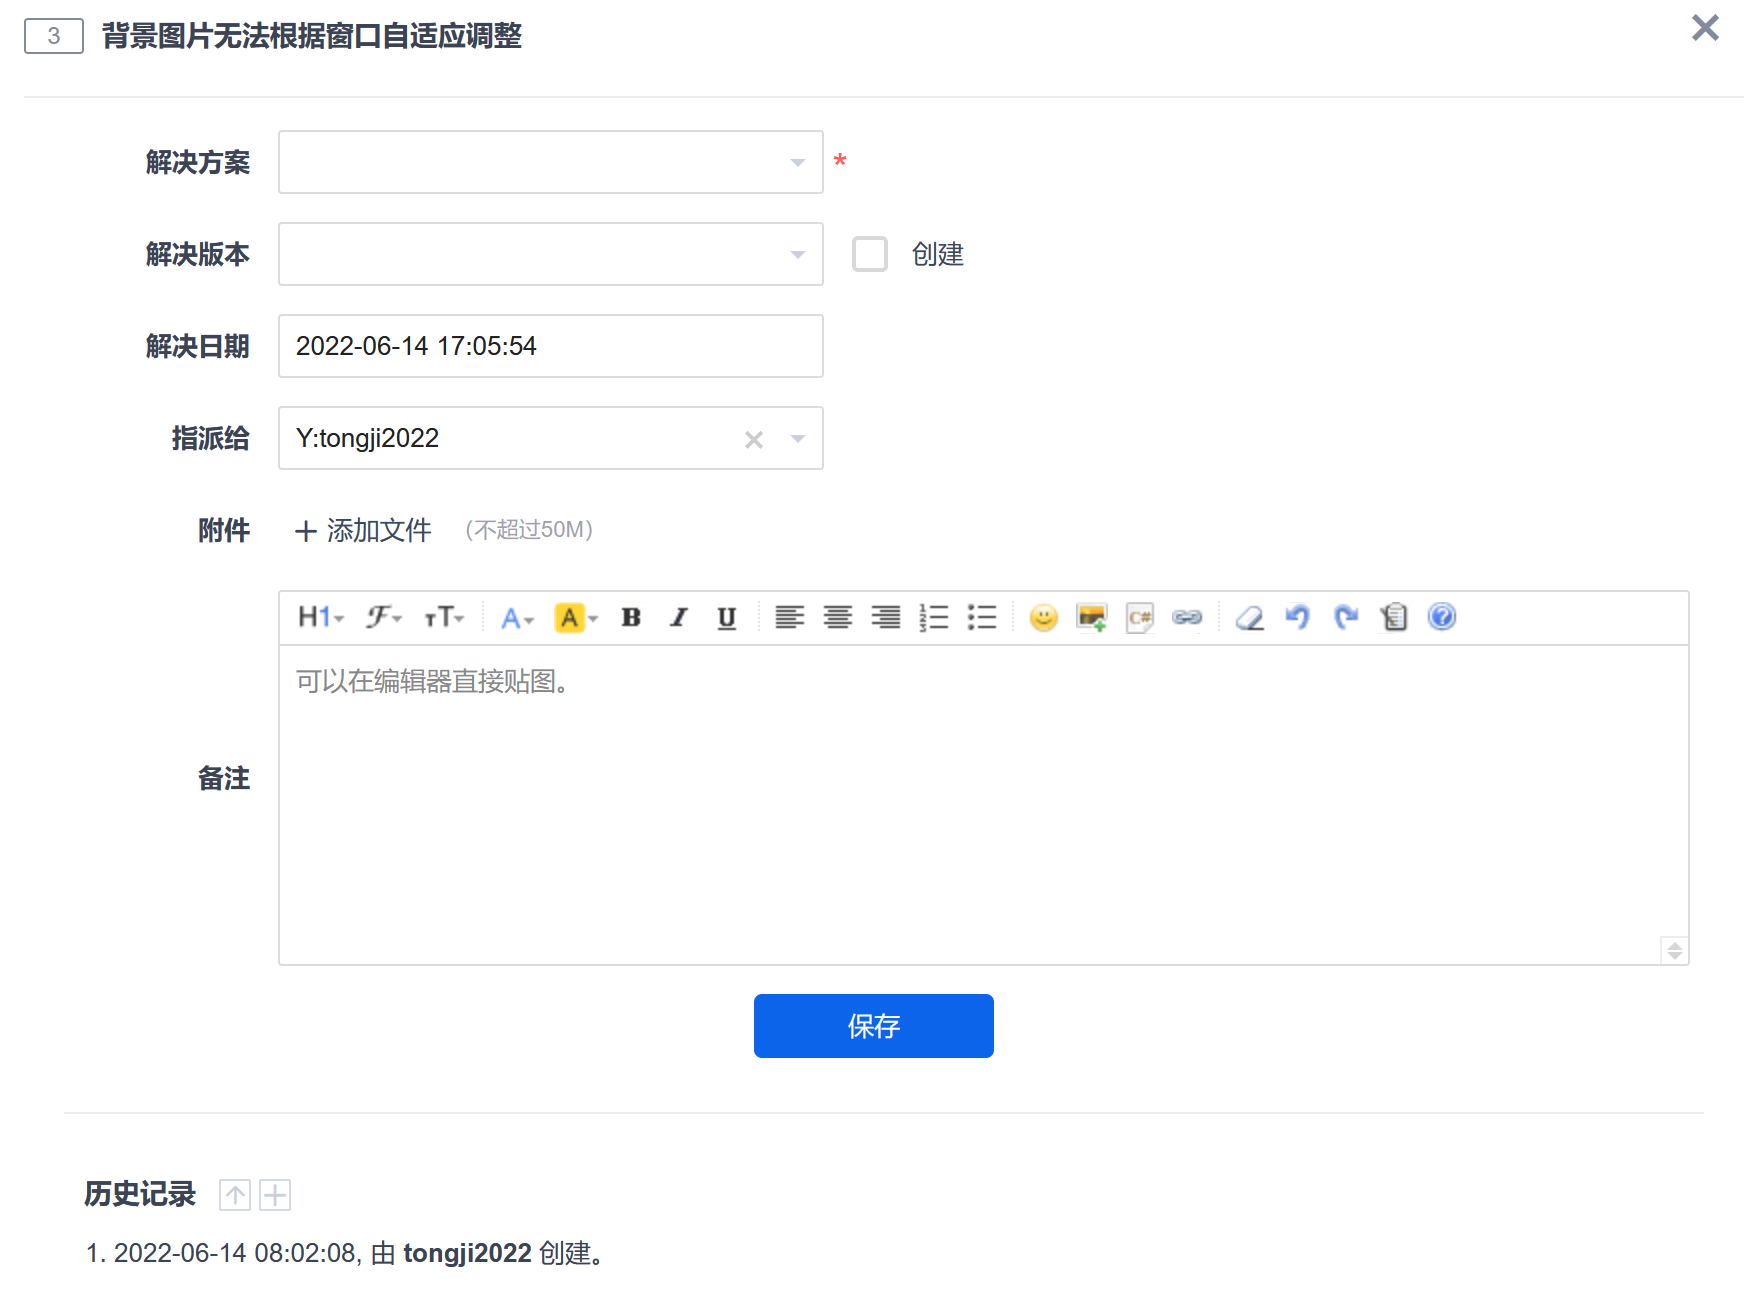 3 背景图片无法根据窗口自适应调整
解决方案 *
解决版本 创建
解决日期 2022-06-14 17:05:54
指派给 Y:tongji2022
附件 + 添加文件 (不超过50M)
H1 F TT A A B I U C#
可以在编辑器直接贴图。
备注
保存
历史记录
1. 2022-06-14 08:02:08, 由 tongji2022 创建。